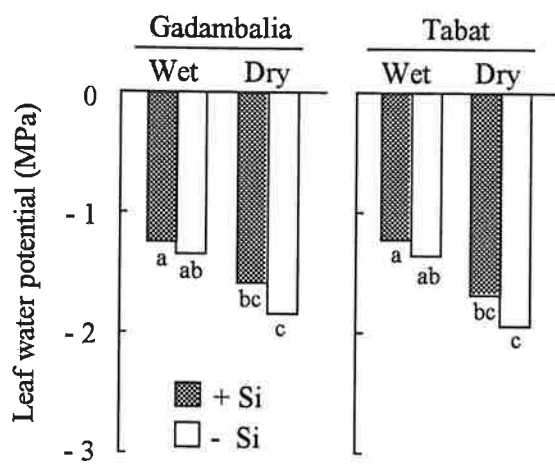 Gadambalia Tabat
Wet Dry Wet Dry
0
- 1
- 2
- 3
Leaf water potential (MPa)
a ab bc c
a ab bc c
+ Si
- Si